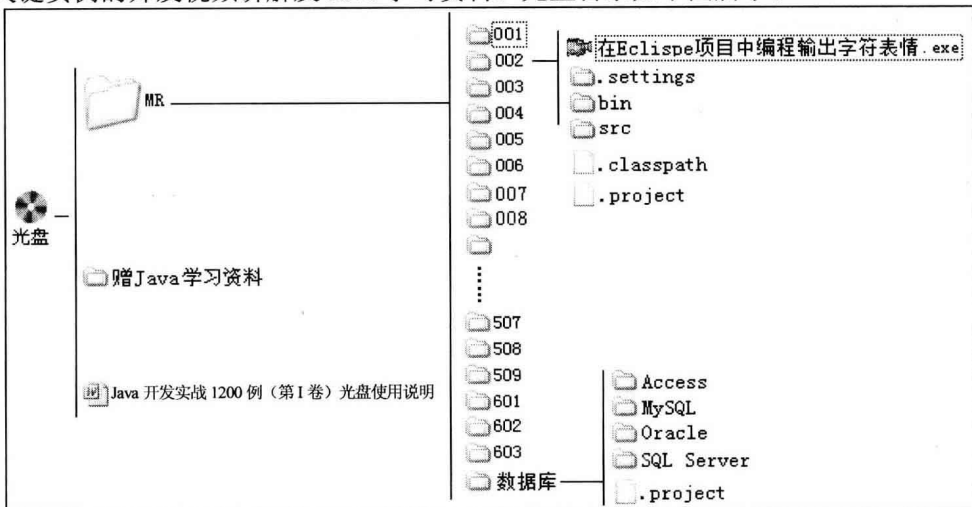 光盘
MR
赠Java学习资料
Java 开发实战 1200 例（第 I 卷）光盘使用说明
001
002
003
004
005
006
007
008
507
508
509
601
602
603
数据库
在Eclispe项目中编程输出字符表情.exe
.settings
bin
src
.classpath
.project
Access
MySQL
Oracle
SQL Server
.project